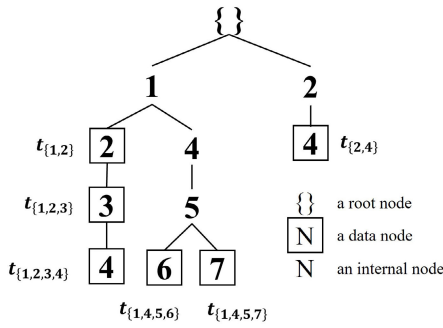 {}
1 2
t{1,2} 2 4 4 t{2,4}
t{1,2,3} 3 5 {} a root node
N a data node
t{1,2,3,4} 4 6 7 N an internal node
t{1,4,5,6} t{1,4,5,7}